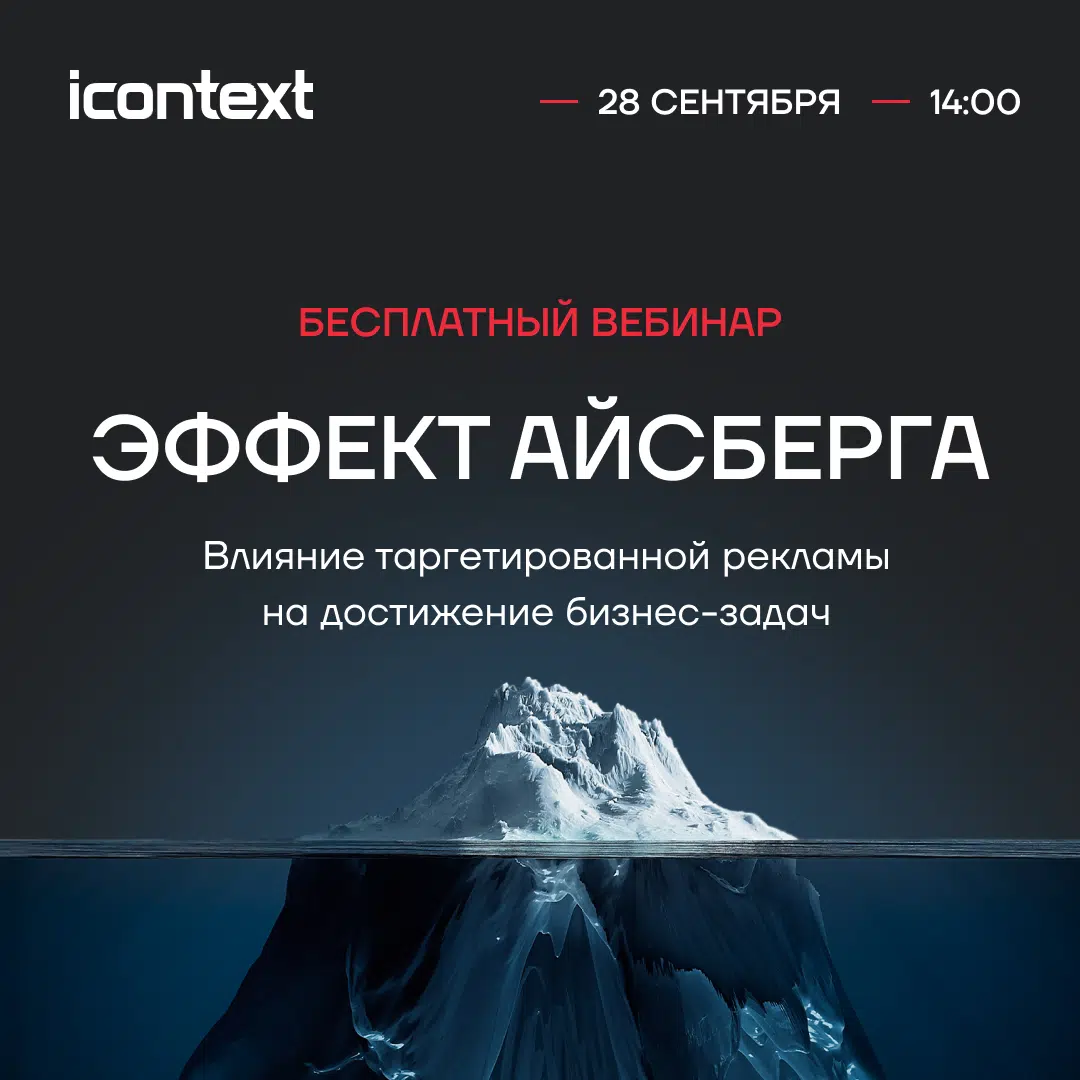 icontext
— 28 СЕНТЯБРЯ — 14:00
БЕСПЛАТНЫЙ ВЕБИНАР
ЭФФЕКТ АЙСБЕРГА
Влияние таргетированной рекламы
на достижение бизнес-задач